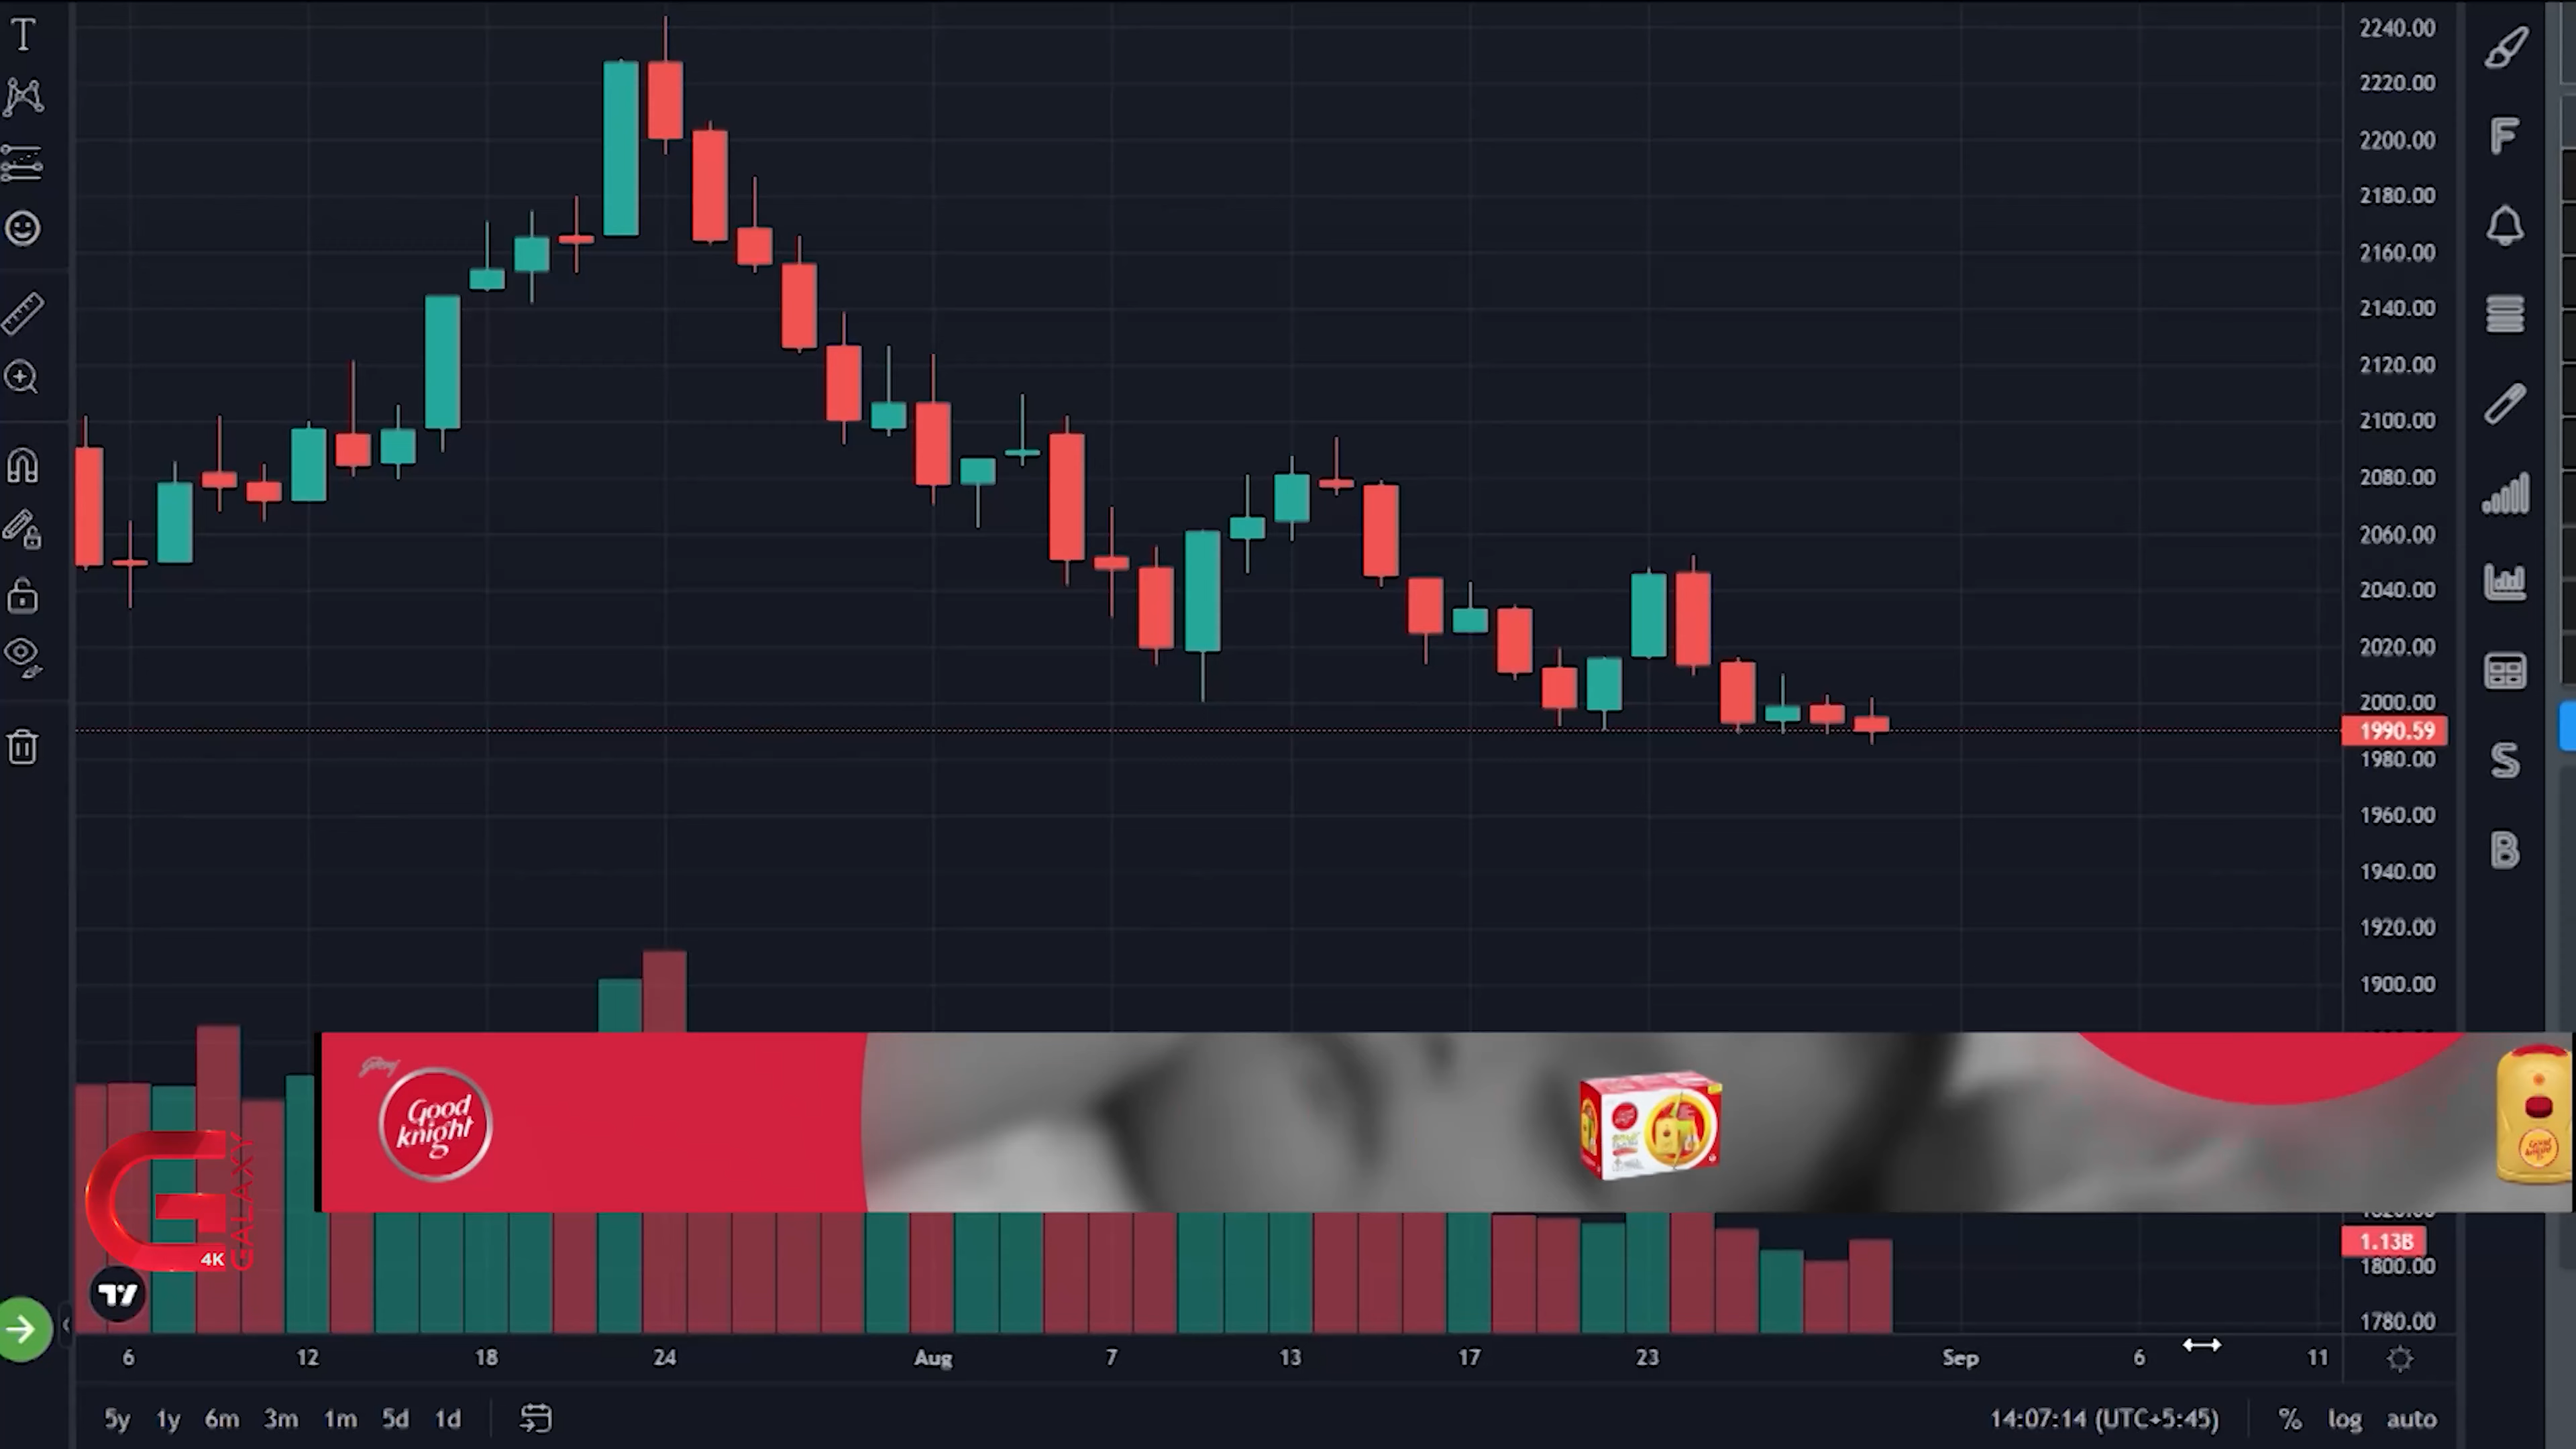 2240.00
2220.00
2200.00
2180.00
2160.00
2140.00
2120.00
2100.00
2080.00
2060.00
2040.00
2020.00
2000.00
1990.59
1980.00
1960.00
1940.00
1920.00
1900.00
Godrej
Good
knight
GALAXY
4K
1.13B
1800.00
1780.00
6 12 18 24 Aug 7 13 17 23 Sep 6 11
5y 1y 6m 3m 1m 5d 1d
14:07:14 (UTC+5:45) % log auto
T
F
S
B